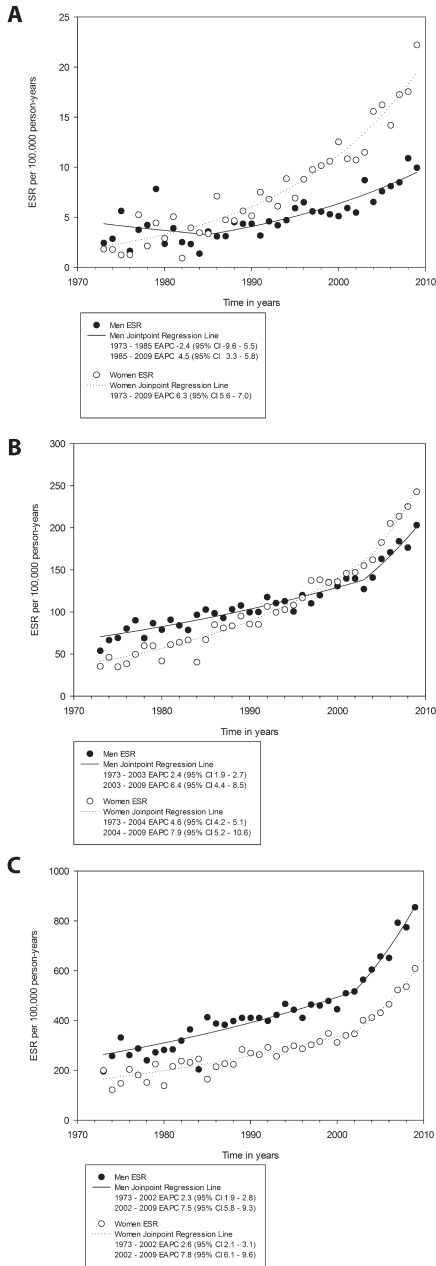 A
25
20
15
10
5
0
ESR per 100,000 person-years
1970 1980 1990 2000 2010
Time in years
Men ESR
Men Jointpoint Regression Line
1973 - 1985 EAPC -2.4 (95% CI -9.6 - 5.5)
1985 - 2009 EAPC 4.5 (95% CI 3.3 - 5.8)
Women ESR
Women Joinpoint Regression Line
1973 - 2009 EAPC 6.3 (95% CI 5.6 - 7.0)
B
300
250
200
150
100
50
0
ESR per 100,000 person-years
1970 1980 1990 2000 2010
Time in years
Men ESR
Men Jointpoint Regression Line
1973 - 2003 EAPC 2.4 (95% CI 1.9 - 2.7)
2003 - 2009 EAPC 6.4 (95% CI 4.4 - 8.5)
Women ESR
Women Joinpoint Regression Line
1973 - 2004 EAPC 4.6 (95% CI 4.2 - 5.1)
2004 - 2009 EAPC 7.9 (95% CI 5.2 - 10.6)
C
1000
800
600
400
200
0
ESR per 100,000 person-years
1970 1980 1990 2000 2010
Time in years
Men ESR
Men Joinpoint Regression Line
1973 - 2002 EAPC 2.3 (95% CI 1.9 - 2.8)
2002 - 2009 EAPC 7.5 (95% CI 5.8 - 9.3)
Women ESR
Women Joinpoint Regression Line
1973 - 2002 EAPC 2.6 (95% CI 2.1 - 3.1)
2002 - 2009 EAPC 7.8 (95% CI 6.1 - 9.6)